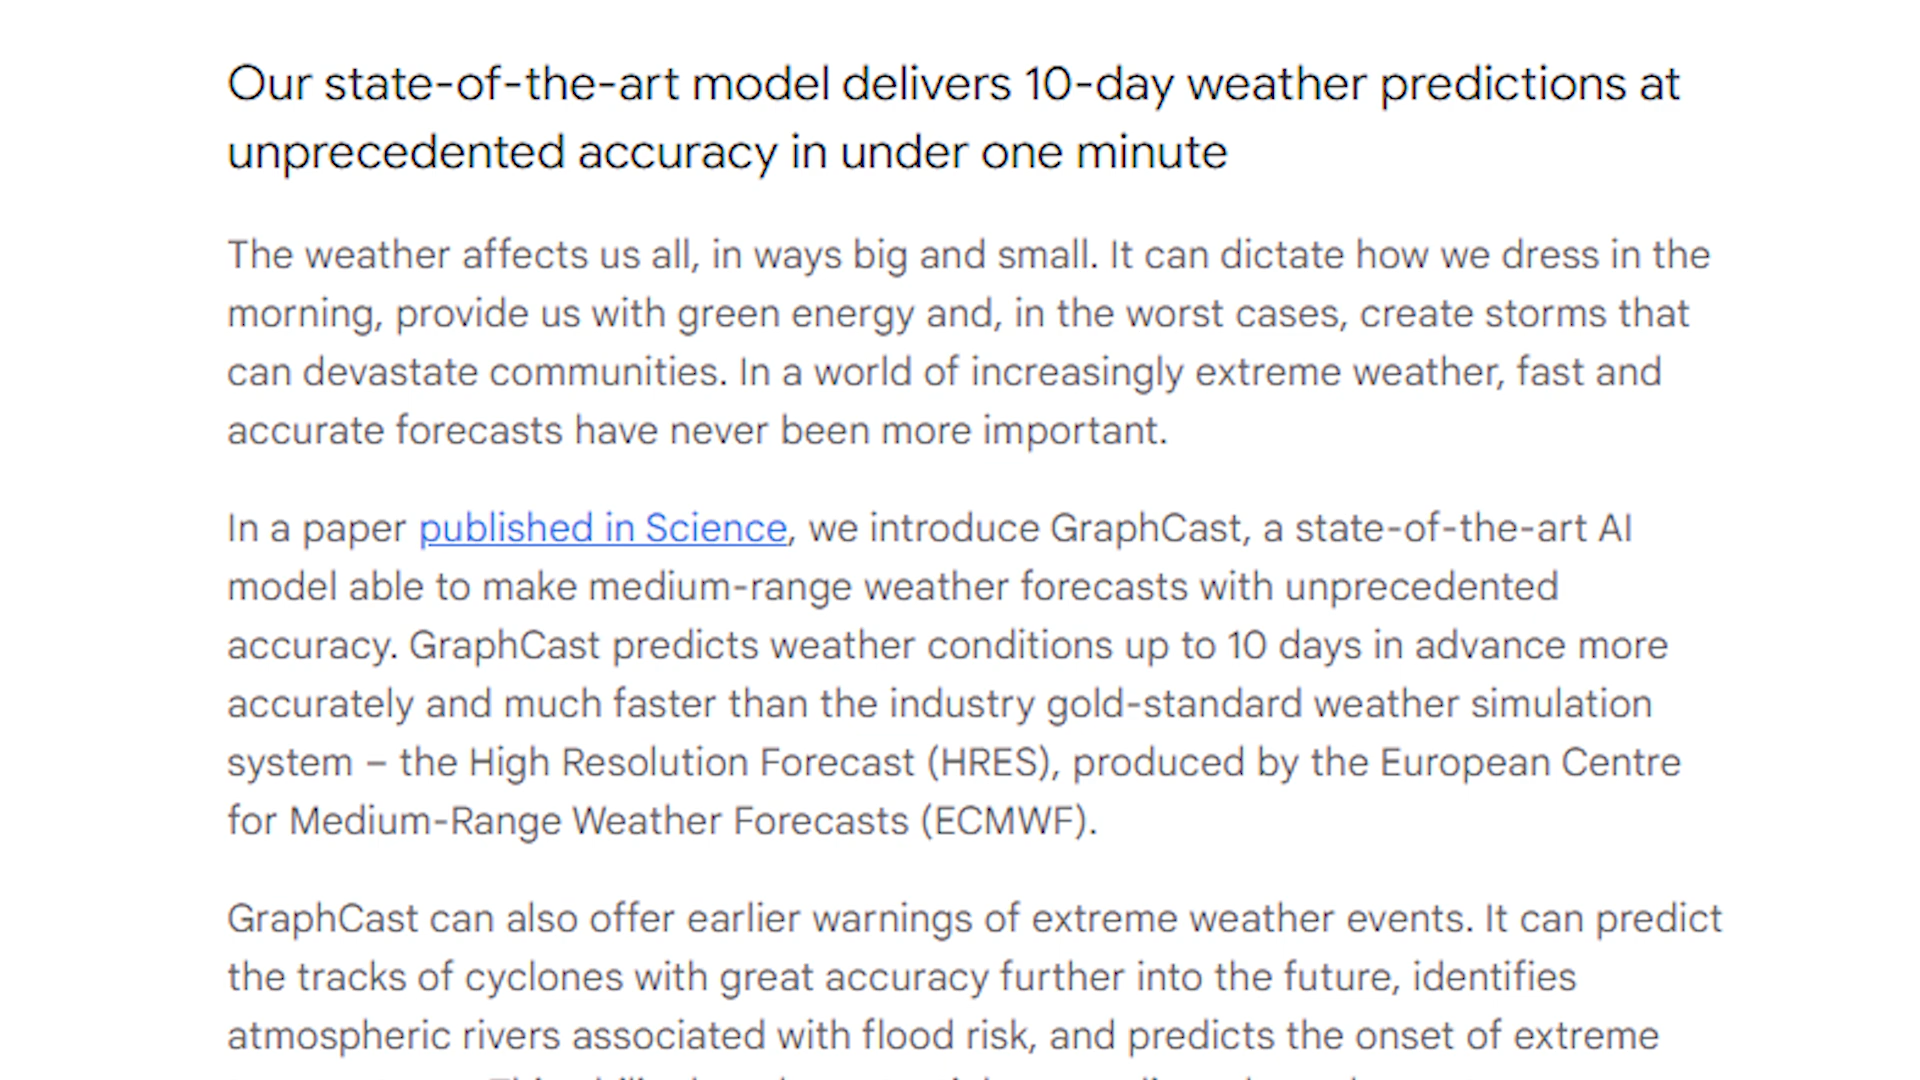 Our state-of-the-art model delivers 10-day weather predictions at
unprecedented accuracy in under one minute
The weather affects us all, in ways big and small. It can dictate how we dress in the
morning, provide us with green energy and, in the worst cases, create storms that
can devastate communities. In a world of increasingly extreme weather, fast and
accurate forecasts have never been more important.
In a paper published in Science, we introduce GraphCast, a state-of-the-art AI
model able to make medium-range weather forecasts with unprecedented
accuracy. GraphCast predicts weather conditions up to 10 days in advance more
accurately and much faster than the industry gold-standard weather simulation
system – the High Resolution Forecast (HRES), produced by the European Centre
for Medium-Range Weather Forecasts (ECMWF).
GraphCast can also offer earlier warnings of extreme weather events. It can predict
the tracks of cyclones with great accuracy further into the future, identifies
atmospheric rivers associated with flood risk, and predicts the onset of extreme